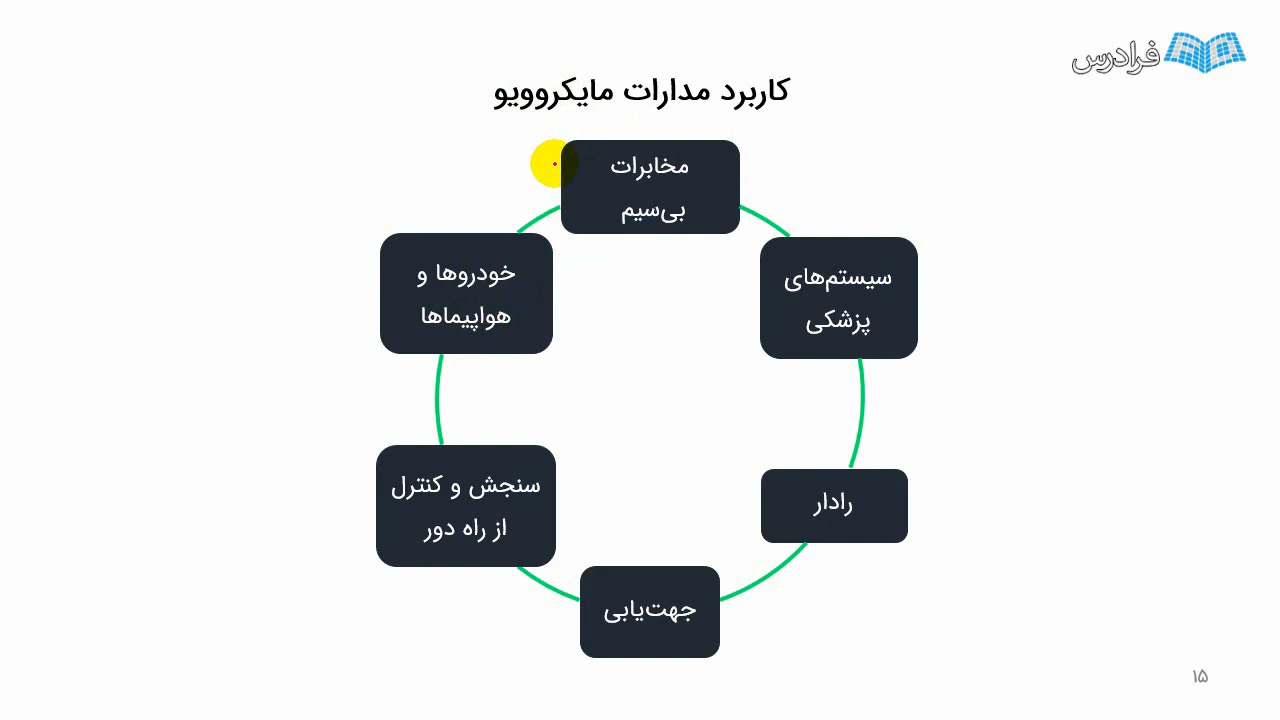 فرادرس
کاربرد مدارات مایکروویو
مخابرات
بی‌سیم
سیستم‌های
پزشکی
رادار
جهت‌یابی
سنجش و کنترل
از راه دور
خودروها و
هواپیماها
۱۵